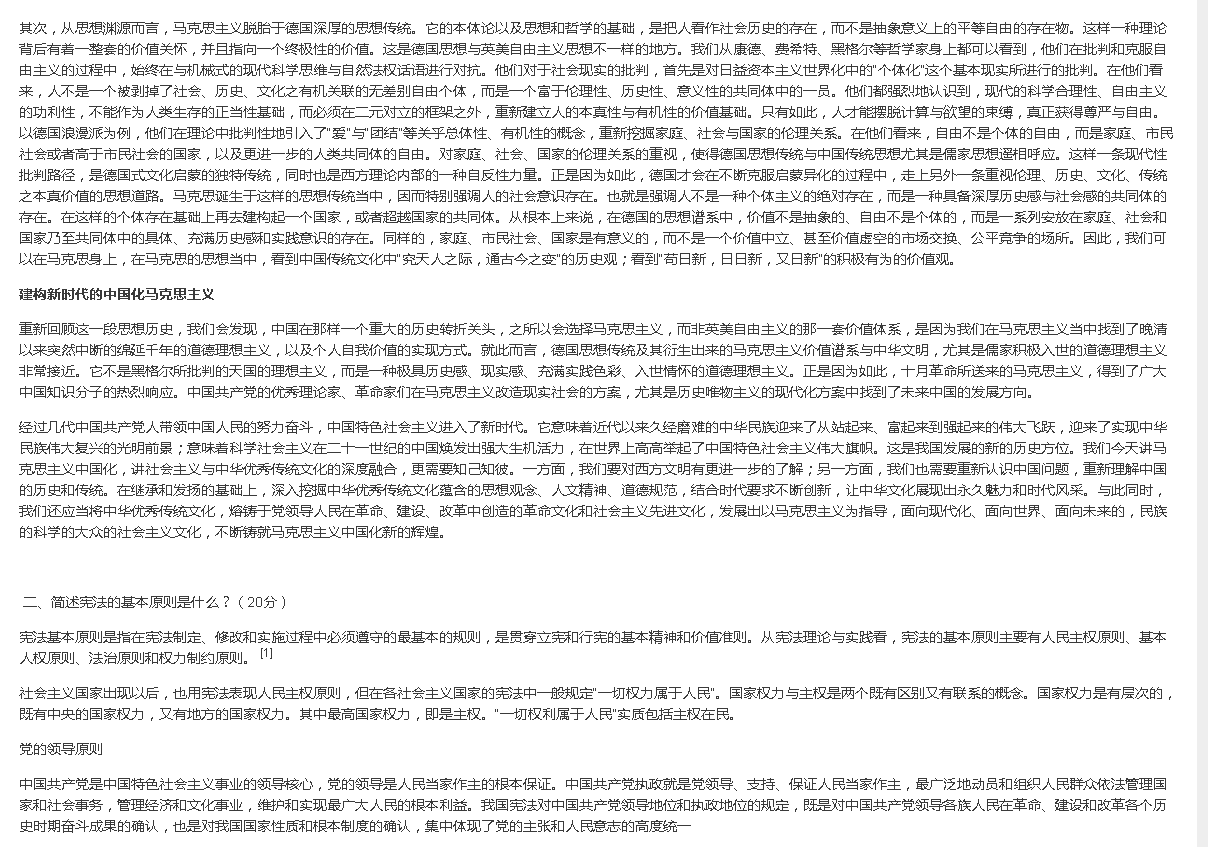 其次，从思想渊源而言，马克思主义脱胎于德国深厚的思想传统。它的本体论以及思想和哲学的基础，是把人看作社会历史的存在，而不是抽象意义上的平等自由的存在物。这样一种理论
背后有着一整套的价值关怀，并且指向一个终极性的价值。这是德国思想与英美自由主义思想不一样的地方。我们从康德、费希特、黑格尔等哲学家身上都可以看到，他们在批判和克服自
由主义的过程中，始终在与机械式的现代科学思维与自然法权话语进行对抗。他们对于社会现实的批判，首先是对日益资本主义世界化中的"个体化"这个基本现实所进行的批判。在他们看
来，人不是一个被剥掉了社会、历史、文化之有机关联的无差别自由个体，而是一个富于伦理性、历史性、意义性的共同体中的一员。他们都强烈地认识到，现代的科学合理性、自由主义
的功利性，不能作为人类生存的正当性基础，而必须在二元对立的框架之外，重新建立人的本真性与有机性的价值基础。只有如此，人才能摆脱计算与欲望的束缚，真正获得尊严与自由。
以德国浪漫派为例，他们在理论中批判性地引入了"爱"与"团结"等关乎总体性、有机性的概念，重新挖掘家庭、社会与国家的伦理关系。在他们看来，自由不是个体的自由，而是家庭、市民
社会或者高于市民社会的国家，以及更进一步的人类共同体的自由。对家庭、社会、国家的伦理关系的重视，使得德国思想传统与中国传统思想尤其是儒家思想遥相呼应。这样一条现代性
批判路径，是德国式文化启蒙的独特传统，同时也是西方理论内部的一种自反性力量。正是因为如此，德国才会在不断克服启蒙异化的过程中，走上另外一条重视伦理、历史、文化、传统
之本真价值的思想道路。马克思诞生于这样的思想传统当中，因而特别强调人的社会意识存在。也就是强调人不是一种个体主义的绝对存在，而是一种具备深厚历史感与社会感的共同体的
存在。在这样的个体存在基础上再去建构起一个国家，或者超越国家的共同体。从根本上来说，在德国的思想谱系中，价值不是抽象的、自由不是个体的，而是一系列安放在家庭、社会和
国家乃至共同体中的具体、充满历史感和实践意识的存在。同样的，家庭、市民社会、国家是有意义的，而不是一个价值中立、甚至价值虚空的市场交换、公平竞争的场所。因此，我们可
以在马克思身上，在马克思的思想当中，看到中国传统文化中"究天人之际，通古今之变"的历史观；看到"苟日新，日日新，又日新"的积极有为的价值观。
建构新时代的中国化马克思主义
重新回顾这一段思想历史，我们会发现，中国在那样一个重大的历史转折关头，之所以会选择马克思主义，而非英美自由主义的那一套价值体系，是因为我们在马克思主义当中找到了晚清
以来突然中断的绵延千年的道德理想主义，以及个人自我价值的实现方式。就此而言，德国思想传统及其衍生出来的马克思主义价值谱系与中华文明，尤其是儒家积极入世的道德理想主义
非常接近。它不是黑格尔所批判的天国的理想主义，而是一种极具历史感、现实感、充满实践色彩、入世情怀的道德理想主义。正是因为如此，十月革命所送来的马克思主义，得到了广大
中国知识分子的热烈响应。中国共产党的优秀理论家、革命家们在马克思主义改造现实社会的方案，尤其是历史唯物主义的现代化方案中找到了未来中国的发展方向。
经过几代中国共产党人带领中国人民的努力奋斗，中国特色社会主义进入了新时代。它意味着近代以来久经磨难的中华民族迎来了从站起来、富起来到强起来的伟大飞跃，迎来了实现中华
民族伟大复兴的光明前景；意味着科学社会主义在二十一世纪的中国焕发出强大生机活力，在世界上高高举起了中国特色社会主义伟大旗帜。这是我国发展的新的历史方位。我们今天讲马
克思主义中国化，讲社会主义与中华优秀传统文化的深度融合，更需要知己知彼。一方面，我们要对西方文明有更进一步的了解；另一方面，我们也需要重新认识中国问题，重新理解中国
的历史和传统。在继承和发扬的基础上，深入挖掘中华优秀传统文化蕴含的思想观念、人文精神、道德规范，结合时代要求不断创新，让中华文化展现出永久魅力和时代风采。与此同时，
我们还应当将中华优秀传统文化，熔铸于党领导人民在革命、建设、改革中创造的革命文化和社会主义先进文化，发展出以马克思主义为指导，面向现代化、面向世界、面向未来的，民族
的科学的大众的社会主义文化，不断铸就马克思主义中国化新的辉煌。
二、简述宪法的基本原则是什么？（20分）
宪法基本原则是指在宪法制定、修改和实施过程中必须遵守的最基本的规则，是贯穿立宪和行宪的基本精神和价值准则。从宪法理论与实践看，宪法的基本原则主要有人民主权原则、基本
人权原则、法治原则和权力制约原则。 [1]
社会主义国家出现以后，也用宪法表现人民主权原则，但在各社会主义国家的宪法中一般规定"一切权力属于人民"。国家权力与主权是两个既有区别又有联系的概念。国家权力是有层次的，
既有中央的国家权力，又有地方的国家权力。其中最高国家权力，即是主权。"一切权利属于人民"实质包括主权在民。
党的领导原则
中国共产党是中国特色社会主义事业的领导核心，党的领导是人民当家作主的根本保证。中国共产党执政就是党领导、支持、保证人民当家作主，最广泛地动员和组织人民群众依法管理国
家和社会事务，管理经济和文化事业，维护和实现最广大人民的根本利益。我国宪法对中国共产党领导地位和执政地位的规定，既是对中国共产党领导各族人民在革命、建设和改革各个历
史时期奋斗成果的确认，也是对我国国家性质和根本制度的确认，集中体现了党的主张和人民意志的高度统一